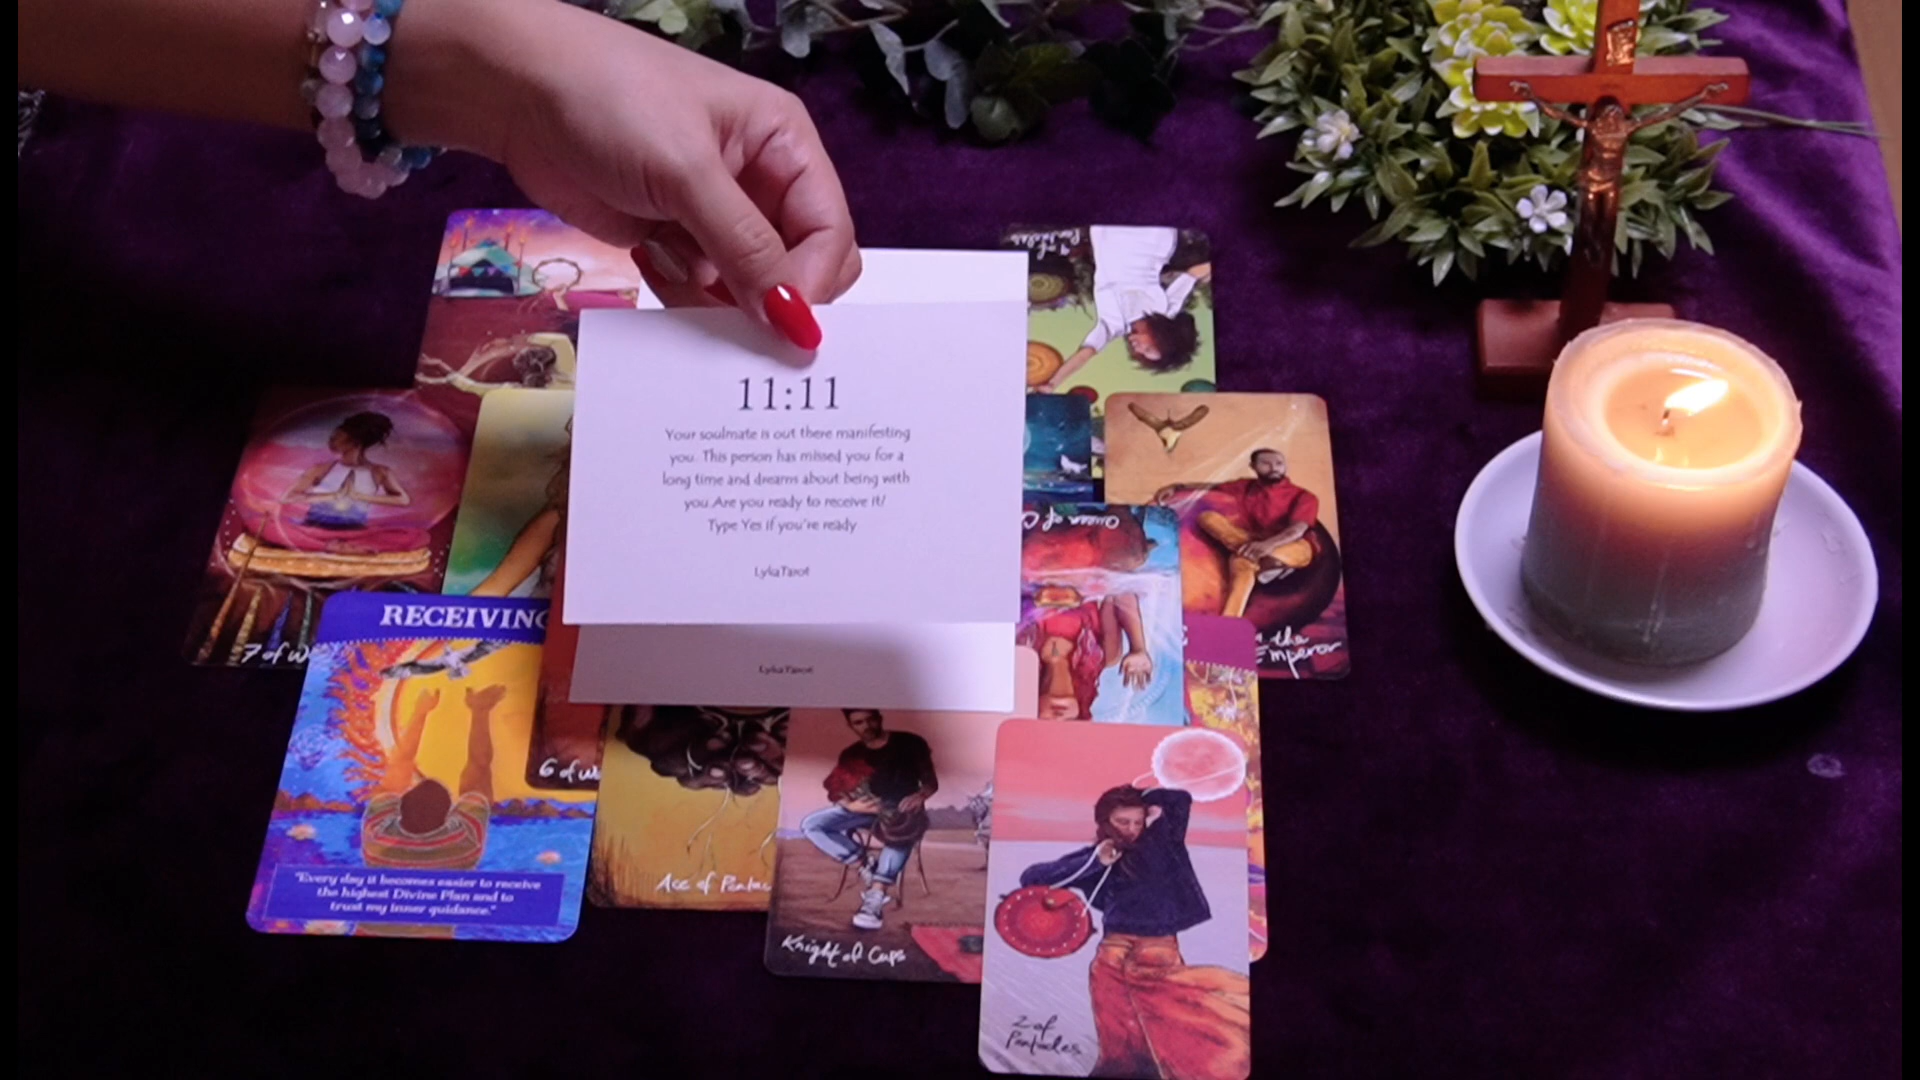 9 of
Pentacles
11:11
Your soulmate is out there manifesting
you. This person has missed you for a
long time and dreams about being with
you.Are you ready to receive it!
Type Yes if you're ready
LykaTarot
LykaTarot
Queen of C
the
Emperor
7 of W
RECEIVING
"Every day it becomes easier to receive
the highest Divine Plan and to
trust my inner guidance."
6 of W
Ace of Pentac
Knight of Cups
2 of
Pentacles